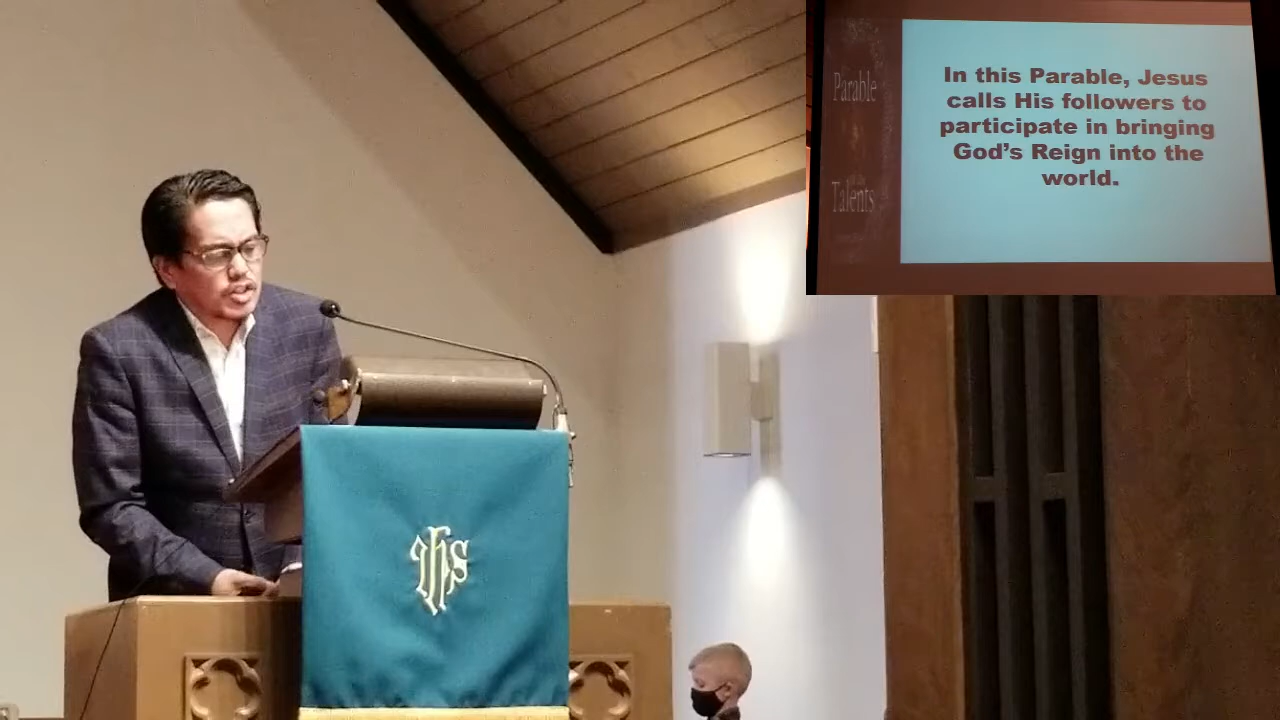 In this Parable, Jesus
calls His followers to
participate in bringing
God's Reign into the
world.
Parable
Talents
IHS